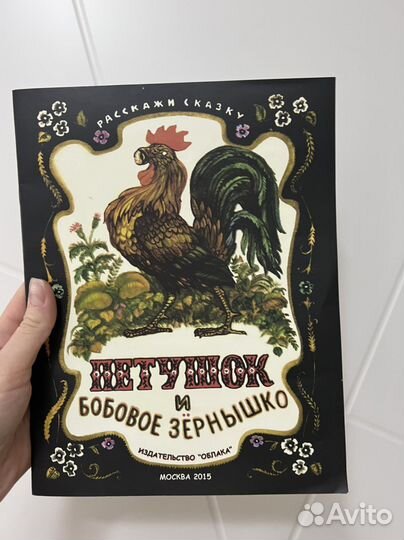 РАССКАЖИ СКАЗКУ
ПЕТУШОК
И
БОБОВОЕ ЗЁРНЫШКО
ИЗДАТЕЛЬСТВО "ОБЛАКА"
МОСКВА 2015
Avito